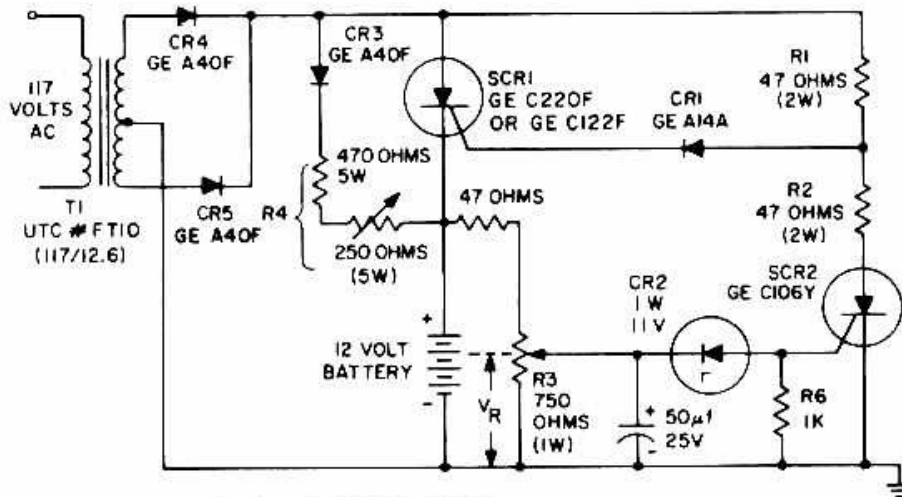 117
VOLTS
AC
T1
UTC # FT10
(117/12.6)
CR4
GE A40F
CR5
GE A40F
CR3
GE A40F
R4
470 OHMS
5W
250 OHMS
(5W)
SCR1
GE C220F
OR GE C122F
CR1
GE A14A
R1
47 OHMS
(2W)
R2
47 OHMS
(2W)
47 OHMS
SCR2
GE C106Y
CR2
1 W
11 V
+
12 VOLT
BATTERY
-
VR
R3
750
OHMS
(1W)
+
50µf
25V
-
R6
1K